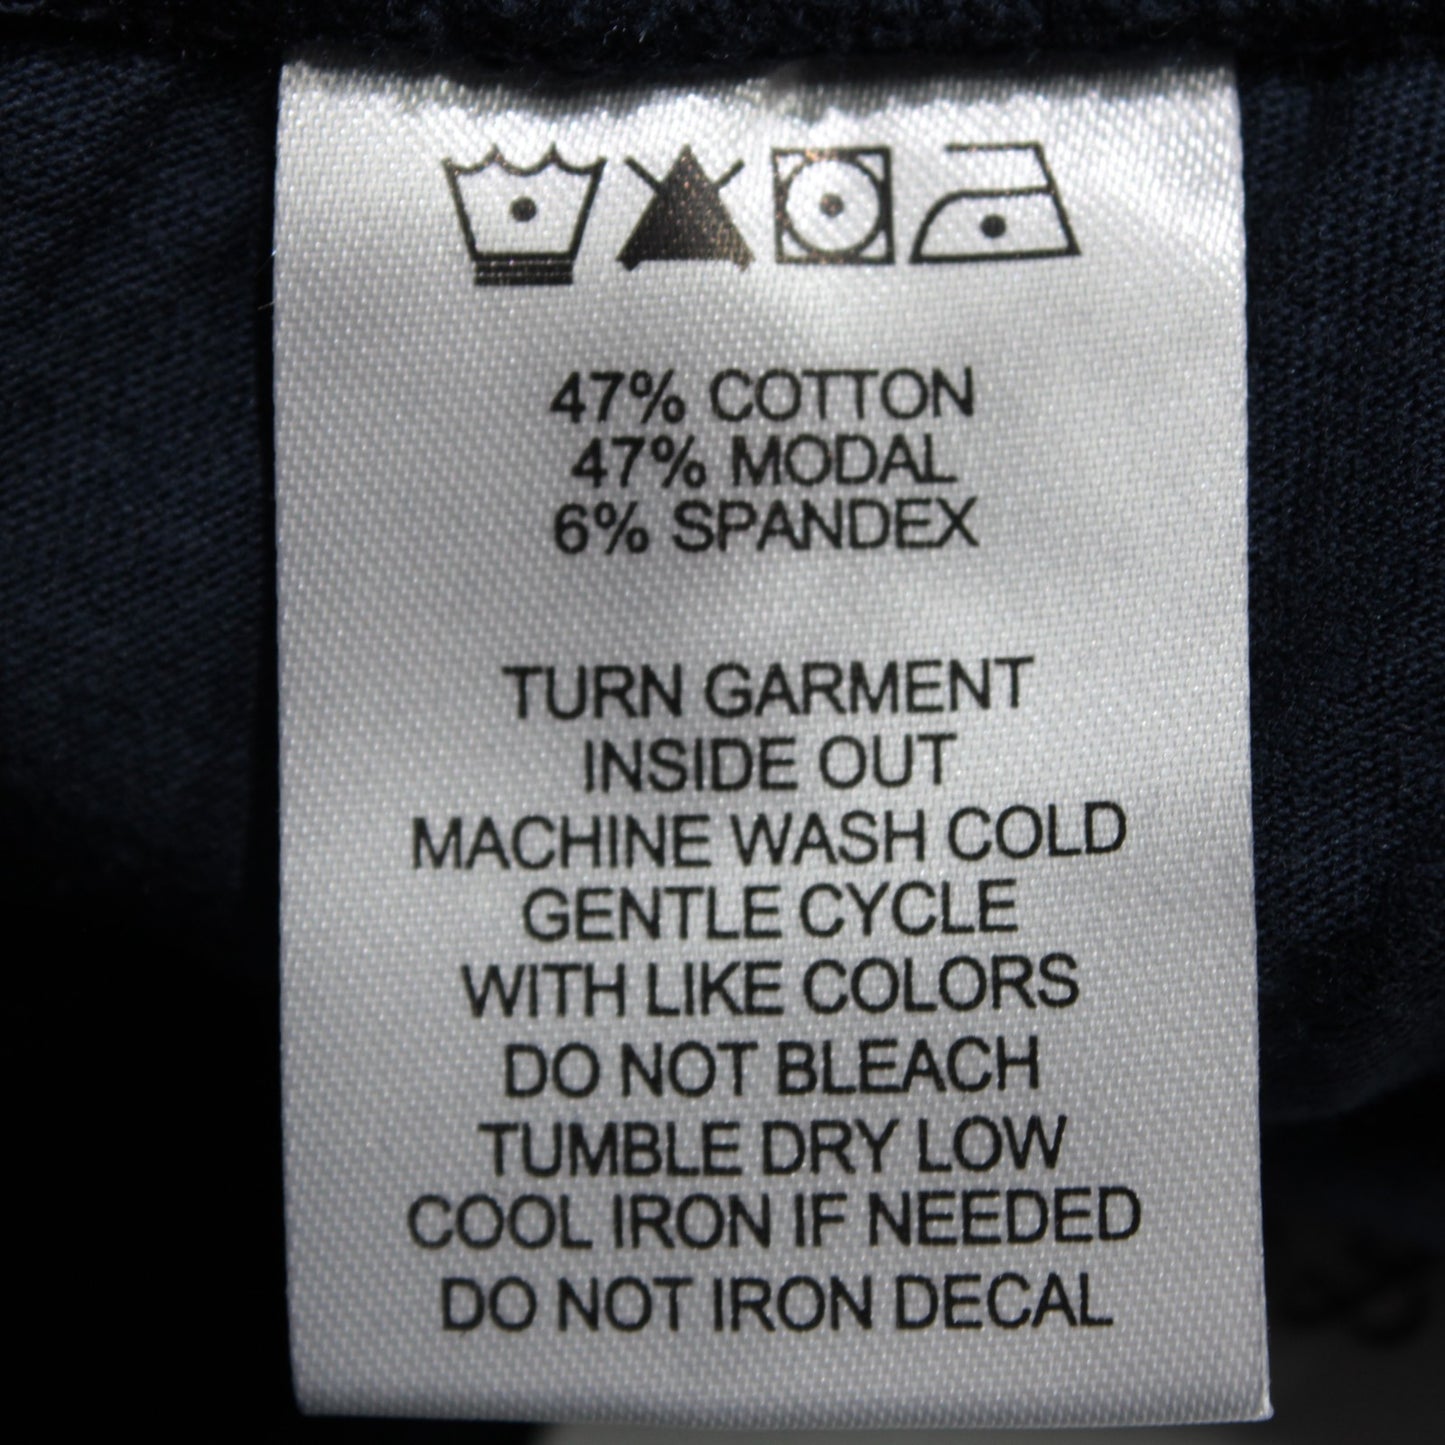 47% COTTON
47% MODAL
6% SPANDEX
TURN GARMENT
INSIDE OUT
MACHINE WASH COLD
GENTLE CYCLE
WITH LIKE COLORS
DO NOT BLEACH
TUMBLE DRY LOW
COOL IRON IF NEEDED
DO NOT IRON DECAL